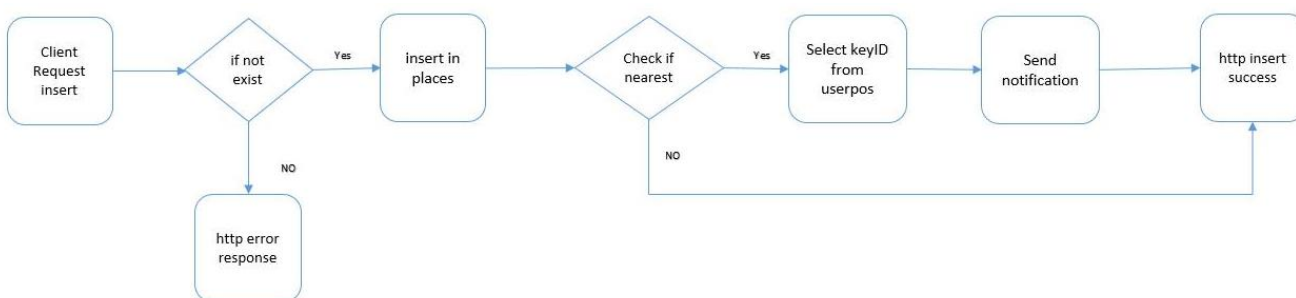 Client
Request
insert
if not
exist
Yes
insert in
places
Check if
nearest
Yes
Select keyID
from
userpos
Send
notification
http insert
success
NO
NO
http error
response